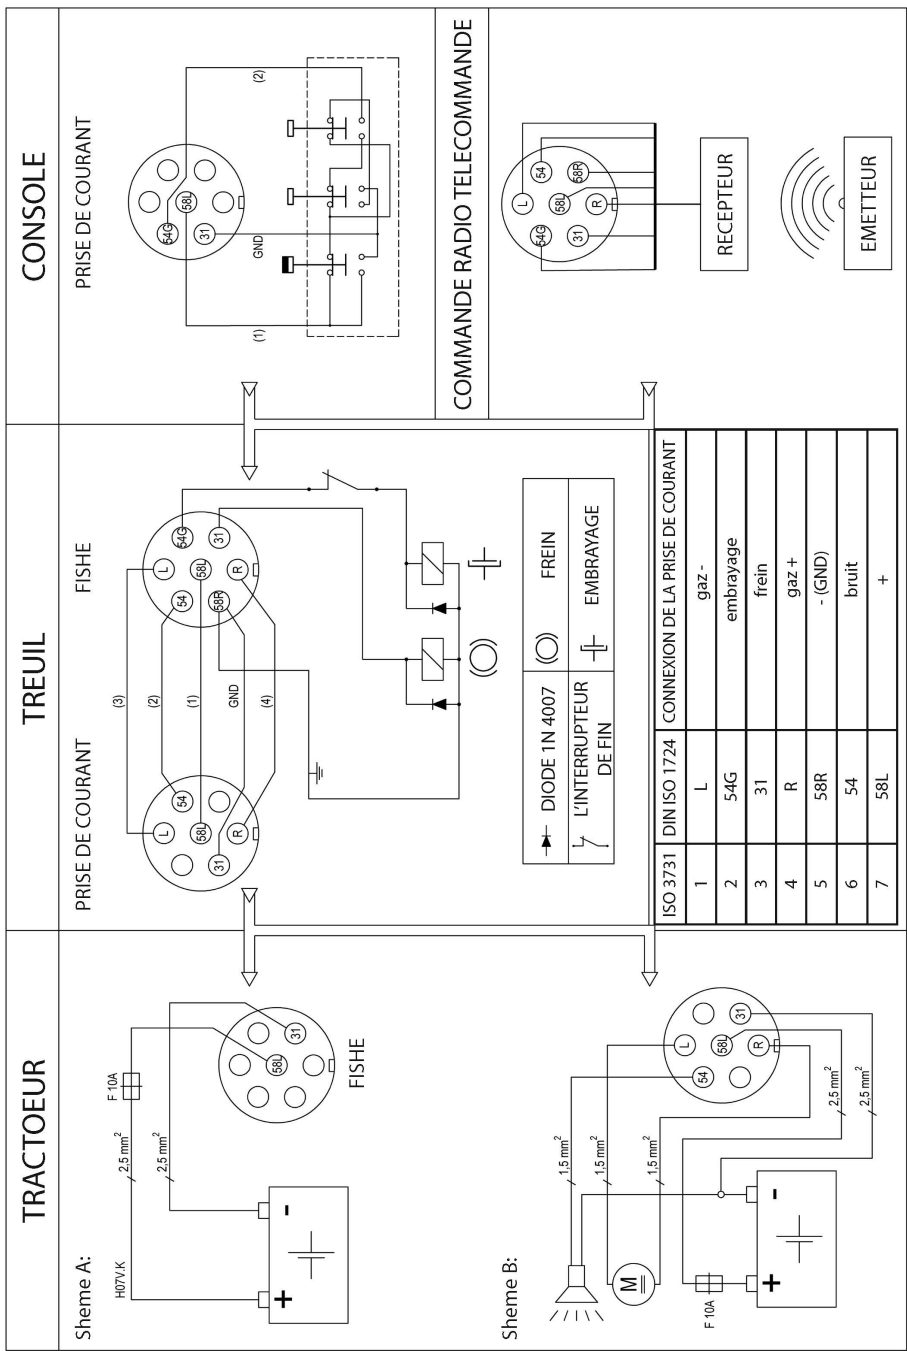 TRACTOEUR
TREUIL
CONSOLE
Sheme A:
H07V.K
F 10A
2,5 mm²
2,5 mm²
+
-
58L
31
FISHE
Sheme B:
1,5 mm²
1,5 mm²
1,5 mm²
2,5 mm²
2,5 mm²
M
F 10A
+
-
L
54
58L
31
R
PRISE DE COURANT
FISHE
(3)
(2)
(1)
GND
(4)
L
54
58L
31
R
L
54
54G
58L
58R
31
R
DIODE 1N 4007
FREIN
L'INTERRUPTEUR
DE FIN
EMBRAYAGE
ISO 3731 DIN ISO 1724 CONNEXION DE LA PRISE DE COURANT
1 L gaz -
2 54G embrayage
3 31 frein
4 R gaz +
5 58R - (GND)
6 54 bruit
7 58L +
PRISE DE COURANT
54G
58L
31
(1)
GND
(2)
COMMANDE RADIO TELECOMMANDE
L
54G
54
58L
31
58R
R
RECEPTEUR
EMETTEUR